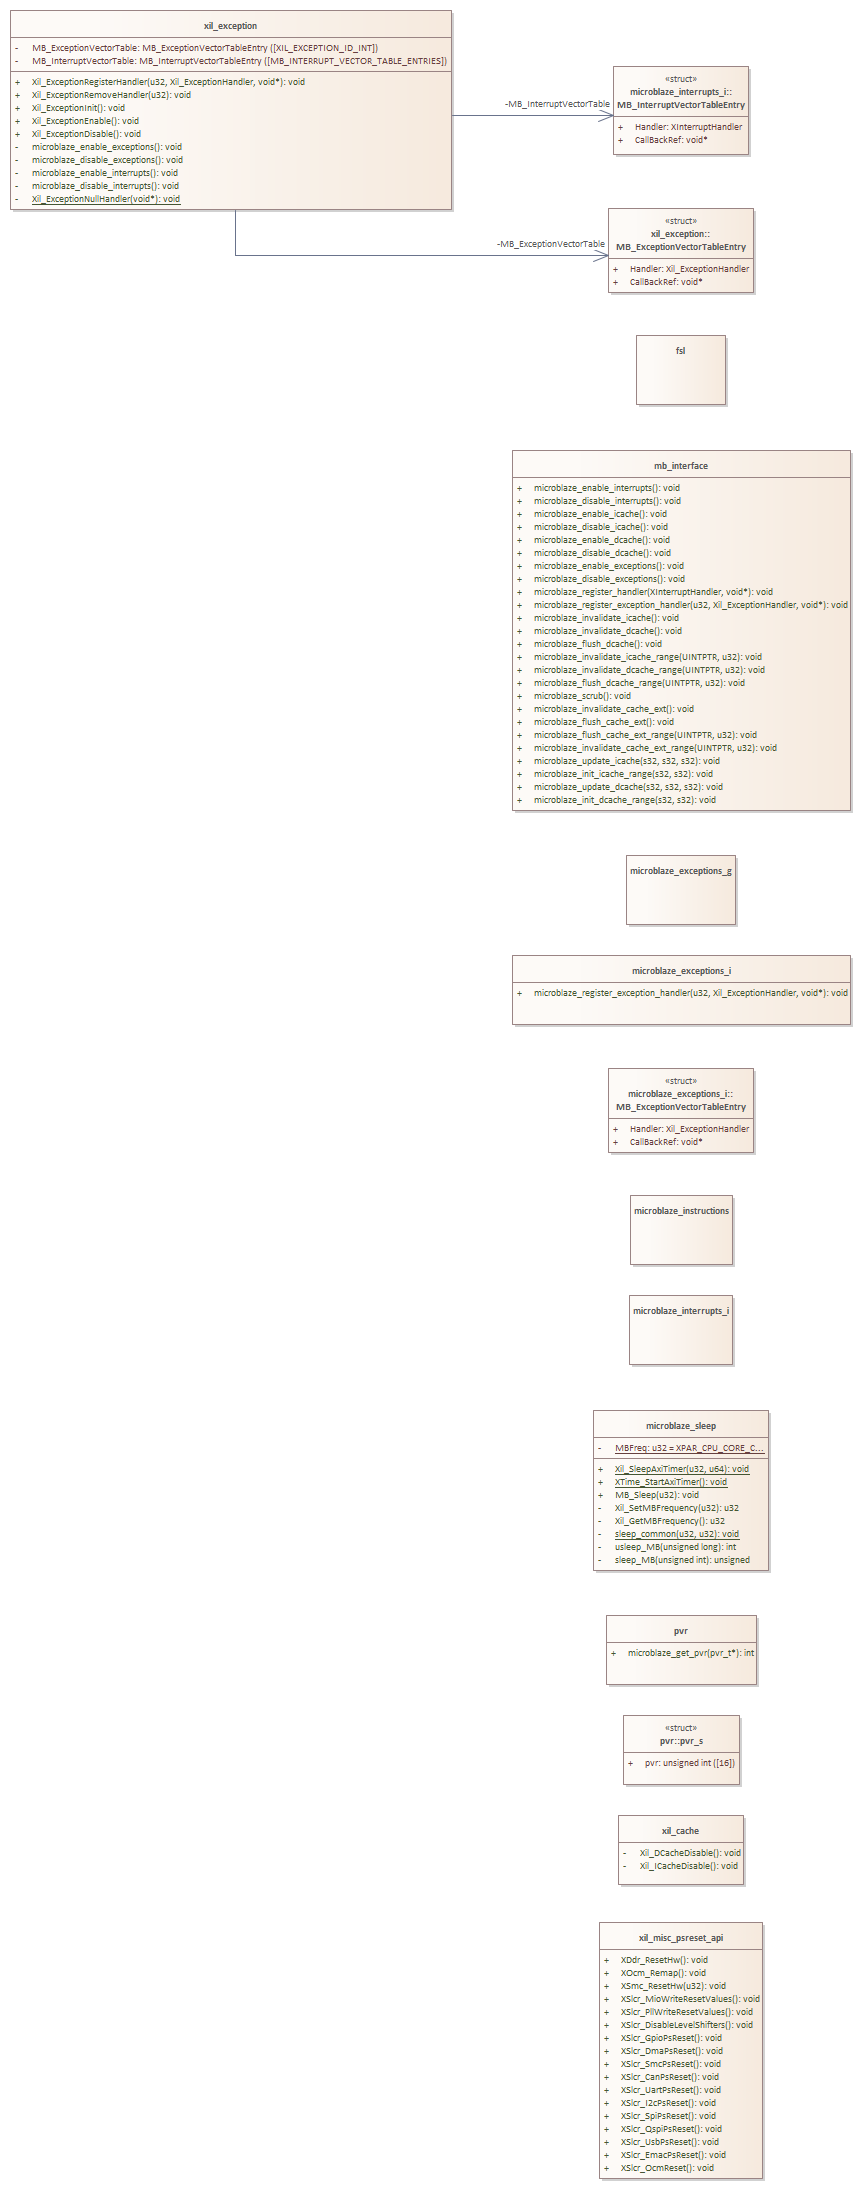 xil_exception
- MB_ExceptionVectorTable: MB_ExceptionVectorTableEntry ([XIL_EXCEPTION_ID_INT])
- MB_InterruptVectorTable: MB_InterruptVectorTableEntry ([MB_INTERRUPT_VECTOR_TABLE_ENTRIES])
+ Xil_ExceptionRegisterHandler(u32, Xil_ExceptionHandler, void*): void
+ Xil_ExceptionRemoveHandler(u32): void
+ Xil_ExceptionInit(): void
+ Xil_ExceptionEnable(): void
+ Xil_ExceptionDisable(): void
- microblaze_enable_exceptions(): void
- microblaze_disable_exceptions(): void
- microblaze_enable_interrupts(): void
- microblaze_disable_interrupts(): void
- Xil_ExceptionNullHandler(void*): void
-MB_InterruptVectorTable
«struct»
microblaze_interrupts_i::
MB_InterruptVectorTableEntry
+ Handler: XInterruptHandler
+ CallBackRef: void*
-MB_ExceptionVectorTable
«struct»
xil_exception::
MB_ExceptionVectorTableEntry
+ Handler: Xil_ExceptionHandler
+ CallBackRef: void*
fsl
mb_interface
+ microblaze_enable_interrupts(): void
+ microblaze_disable_interrupts(): void
+ microblaze_enable_icache(): void
+ microblaze_disable_icache(): void
+ microblaze_enable_dcache(): void
+ microblaze_disable_dcache(): void
+ microblaze_enable_exceptions(): void
+ microblaze_disable_exceptions(): void
+ microblaze_register_handler(XInterruptHandler, void*): void
+ microblaze_register_exception_handler(u32, Xil_ExceptionHandler, void*): void
+ microblaze_invalidate_icache(): void
+ microblaze_invalidate_dcache(): void
+ microblaze_flush_dcache(): void
+ microblaze_invalidate_icache_range(UINTPTR, u32): void
+ microblaze_invalidate_dcache_range(UINTPTR, u32): void
+ microblaze_flush_dcache_range(UINTPTR, u32): void
+ microblaze_scrub(): void
+ microblaze_invalidate_cache_ext(): void
+ microblaze_flush_cache_ext(): void
+ microblaze_flush_cache_ext_range(UINTPTR, u32): void
+ microblaze_invalidate_cache_ext_range(UINTPTR, u32): void
+ microblaze_update_icache(s32, s32, s32): void
+ microblaze_init_icache_range(s32, s32): void
+ microblaze_update_dcache(s32, s32, s32): void
+ microblaze_init_dcache_range(s32, s32): void
microblaze_exceptions_g
microblaze_exceptions_i
+ microblaze_register_exception_handler(u32, Xil_ExceptionHandler, void*): void
«struct»
microblaze_exceptions_i::
MB_ExceptionVectorTableEntry
+ Handler: Xil_ExceptionHandler
+ CallBackRef: void*
microblaze_instructions
microblaze_interrupts_i
microblaze_sleep
- MBFreq: u32 = XPAR_CPU_CORE_C...
+ Xil_SleepAxiTimer(u32, u64): void
+ XTime_StartAxiTimer(): void
+ MB_Sleep(u32): void
- Xil_SetMBFrequency(u32): u32
- Xil_GetMBFrequency(): u32
- sleep_common(u32, u32): void
- usleep_MB(unsigned long): int
- sleep_MB(unsigned int): unsigned
pvr
+ microblaze_get_pvr(pvr_t*): int
«struct»
pvr::pvr_s
+ pvr: unsigned int ([16])
xil_cache
- Xil_DCacheDisable(): void
- Xil_ICacheDisable(): void
xil_misc_psreset_api
+ XDdr_ResetHw(): void
+ XOcm_Remap(): void
+ XSmc_ResetHw(u32): void
+ XSlcr_MioWriteResetValues(): void
+ XSlcr_PllWriteResetValues(): void
+ XSlcr_DisableLevelShifters(): void
+ XSlcr_GpioPsReset(): void
+ XSlcr_DmaPsReset(): void
+ XSlcr_SmcPsReset(): void
+ XSlcr_CanPsReset(): void
+ XSlcr_UartPsReset(): void
+ XSlcr_I2cPsReset(): void
+ XSlcr_SpiPsReset(): void
+ XSlcr_QspiPsReset(): void
+ XSlcr_UsbPsReset(): void
+ XSlcr_EmacPsReset(): void
+ XSlcr_OcmReset(): void